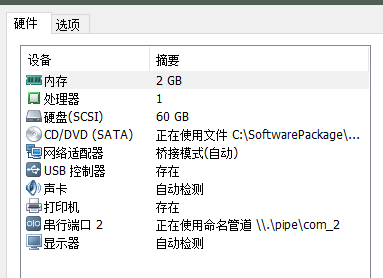 硬件 选项
设备 摘要
内存 2 GB
处理器 1
硬盘(SCSI) 60 GB
CD/DVD (SATA) 正在使用文件 C:\SoftwarePackage\...
网络适配器 桥接模式(自动)
USB 控制器 存在
声卡 自动检测
打印机 存在
串行端口 2 正在使用命名管道 \\.\pipe\com_2
显示器 自动检测